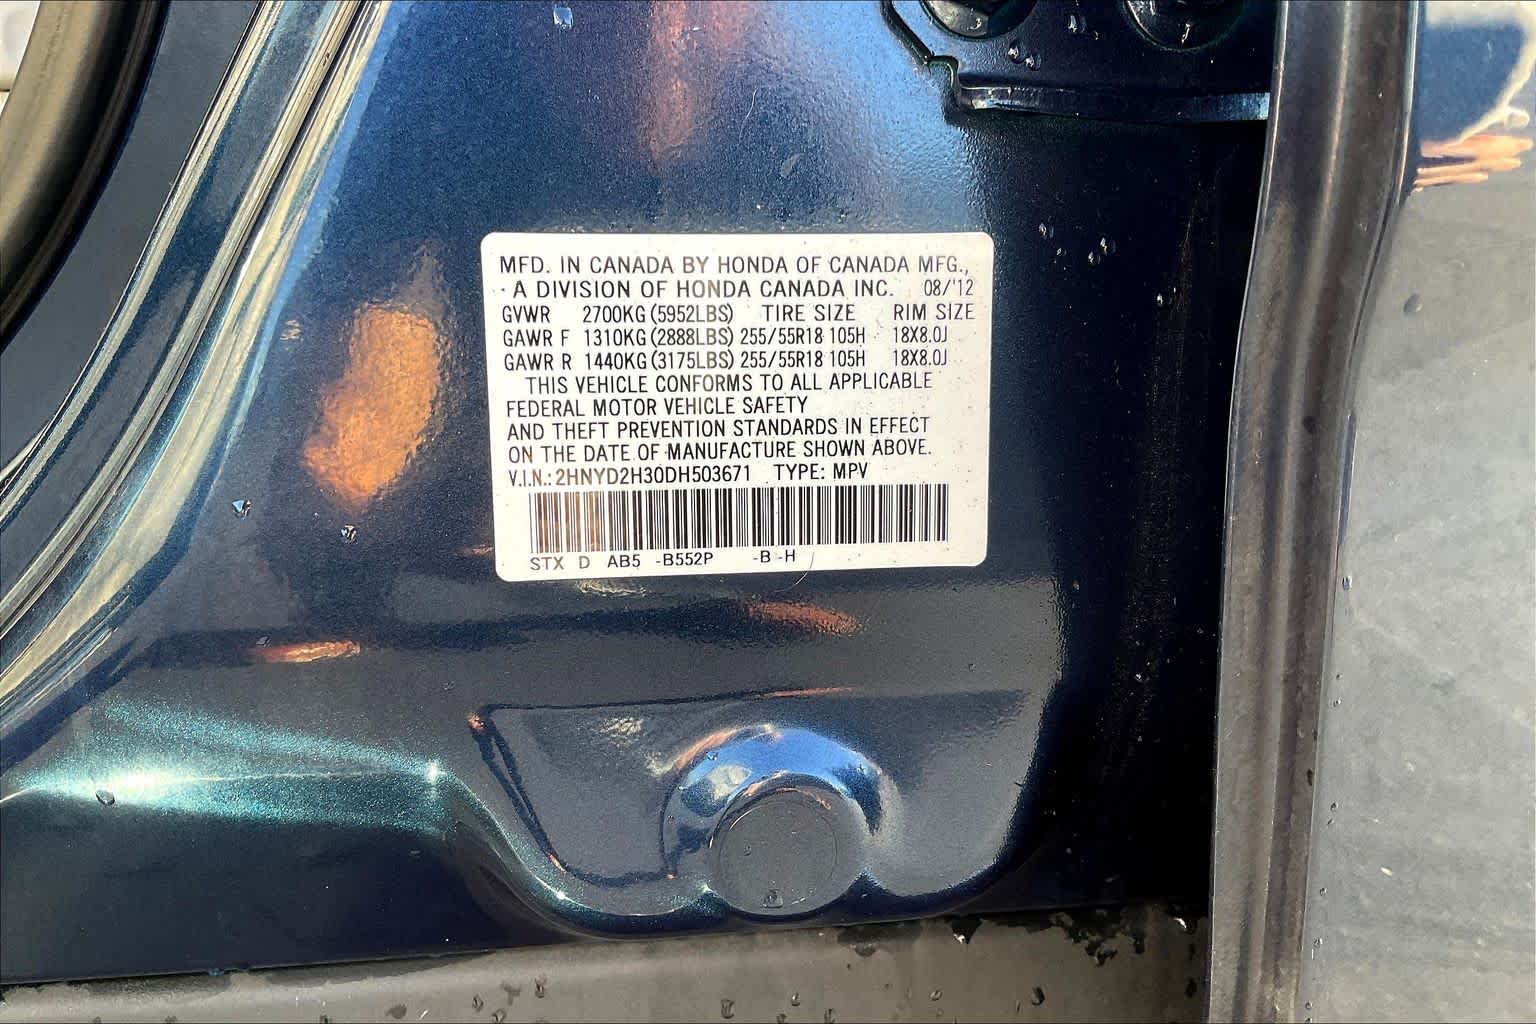 MFD. IN CANADA BY HONDA OF CANADA MFG.,
A DIVISION OF HONDA CANADA INC. 08/'12
GVWR 2700KG (5952LBS) TIRE SIZE RIM SIZE
GAWR F 1310KG (2888LBS) 255/55R18 105H 18X8.0J
GAWR R 1440KG (3175LBS) 255/55R18 105H 18X8.0J
THIS VEHICLE CONFORMS TO ALL APPLICABLE
FEDERAL MOTOR VEHICLE SAFETY
AND THEFT PREVENTION STANDARDS IN EFFECT
ON THE DATE OF MANUFACTURE SHOWN ABOVE.
V.I.N.: 2HNYD2H30DH503671 TYPE: MPV
STX D AB5 -B552P -B -H